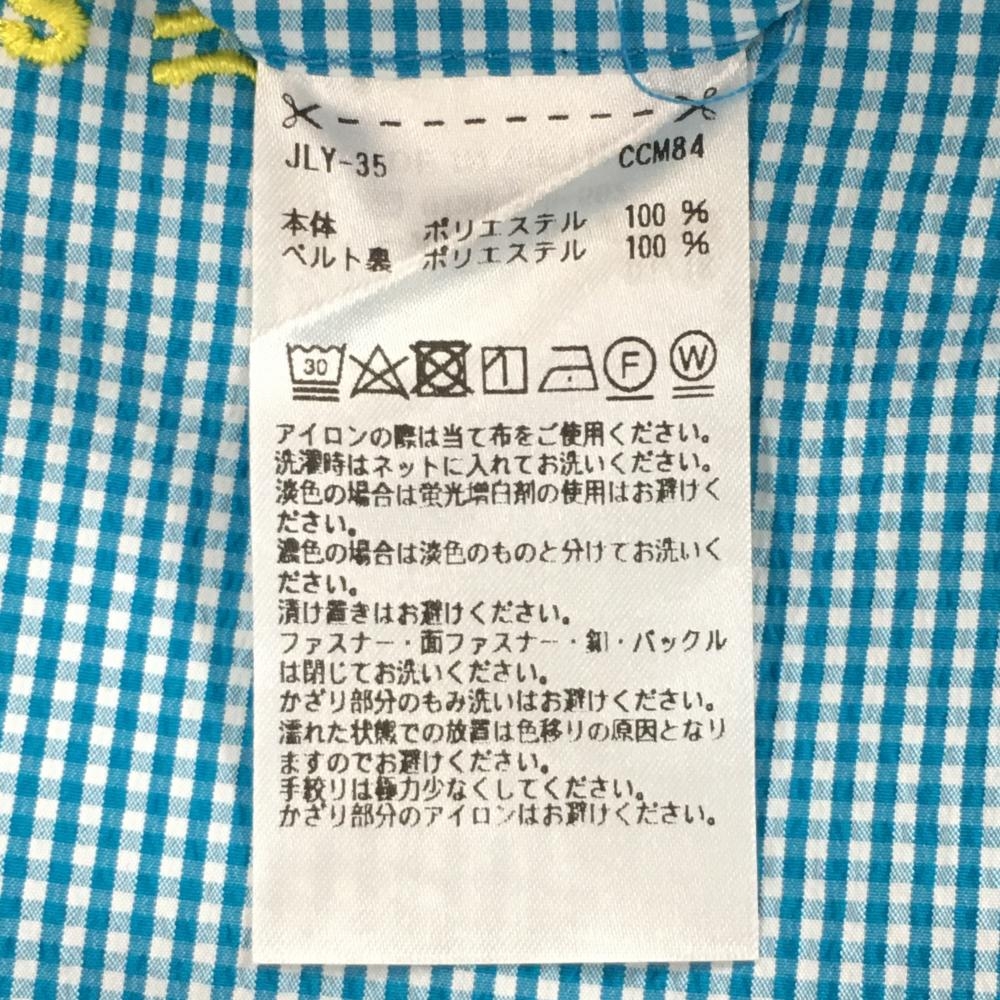 JLY-35 CCM84
本体 ポリエステル 100 %
ベルト裏 ポリエステル 100 %
30 F W
アイロンの際は当て布をご使用ください。
洗濯時はネットに入れてお洗いください。
淡色の場合は蛍光増白剤の使用はお避けく
ださい。
濃色の場合は淡色のものと分けてお洗いく
ださい。
漬け置きはお避けください。
ファスナー・面ファスナー・釦・バックル
は閉じてお洗いください。
かざり部分のもみ洗いはお避けください。
濡れた状態での放置は色移りの原因となり
ますのでお避けください。
手絞りは極力少なくしてください。
かざり部分のアイロンはお避けください。